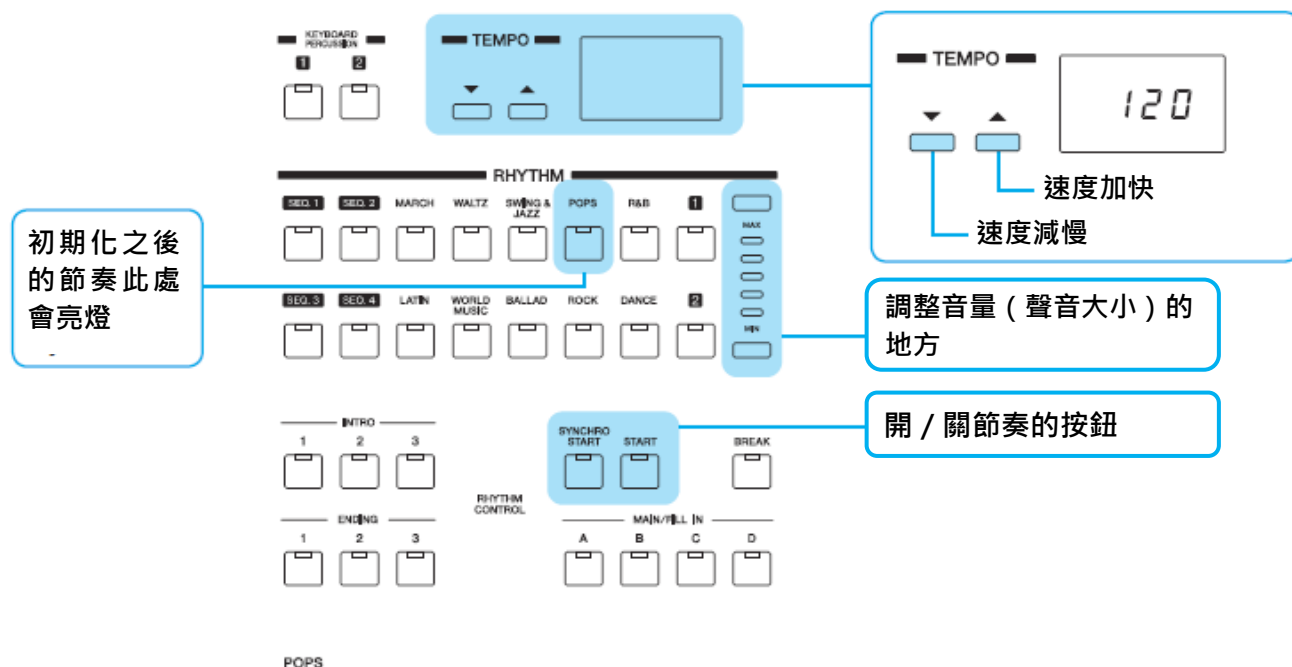 KEYBOARD
PERCUSSION
1 2
TEMPO
TEMPO
120
速度加快
速度減慢
RHYTHM
SEQ. 1 SEQ. 2 MARCH WALTZ SWING & JAZZ POPS R&B 1
MAX
初期化之後
的節奏此處
會亮燈
SEQ. 3 SEQ. 4 LATIN WORLD MUSIC BALLAD ROCK DANCE 2
MIN
調整音量（聲音大小）的
地方
開 / 關節奏的按鈕
INTRO
1 2 3
SYNCHRO
START START BREAK
RHYTHM
CONTROL
ENDING
1 2 3
MAIN/FILL IN
A B C D
POPS